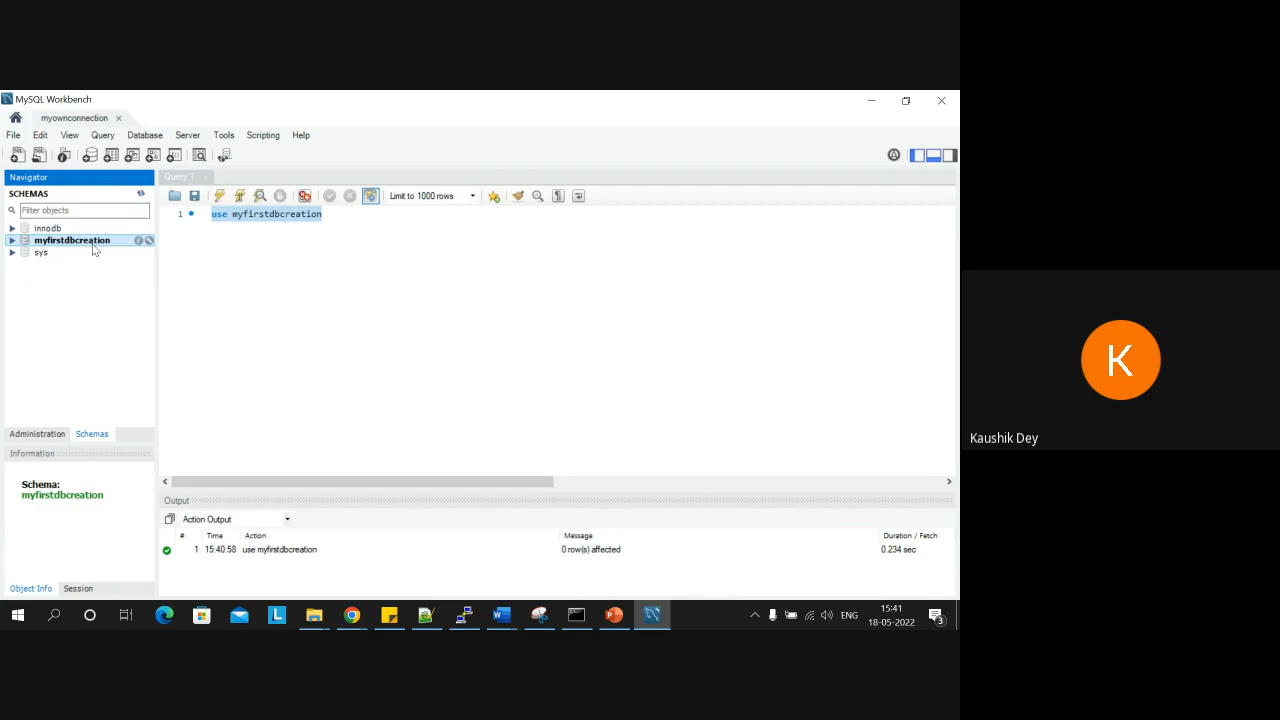 MySQL Workbench
myownconnection
File Edit View Query Database Server Tools Scripting Help
Navigator
SCHEMAS
Filter objects
innodb
myfirstdbcreation
sys
Administration Schemas
Information
Schema:
myfirstdbcreation
Object Info Session
Query 1
Limit to 1000 rows
1 use myfirstdbcreation
Output
Action Output
# Time Action Message Duration / Fetch
1 15:40:58 use myfirstdbcreation 0 row(s) affected 0.234 sec
ENG
15:41
18-05-2022
3
K
Kaushik Dey